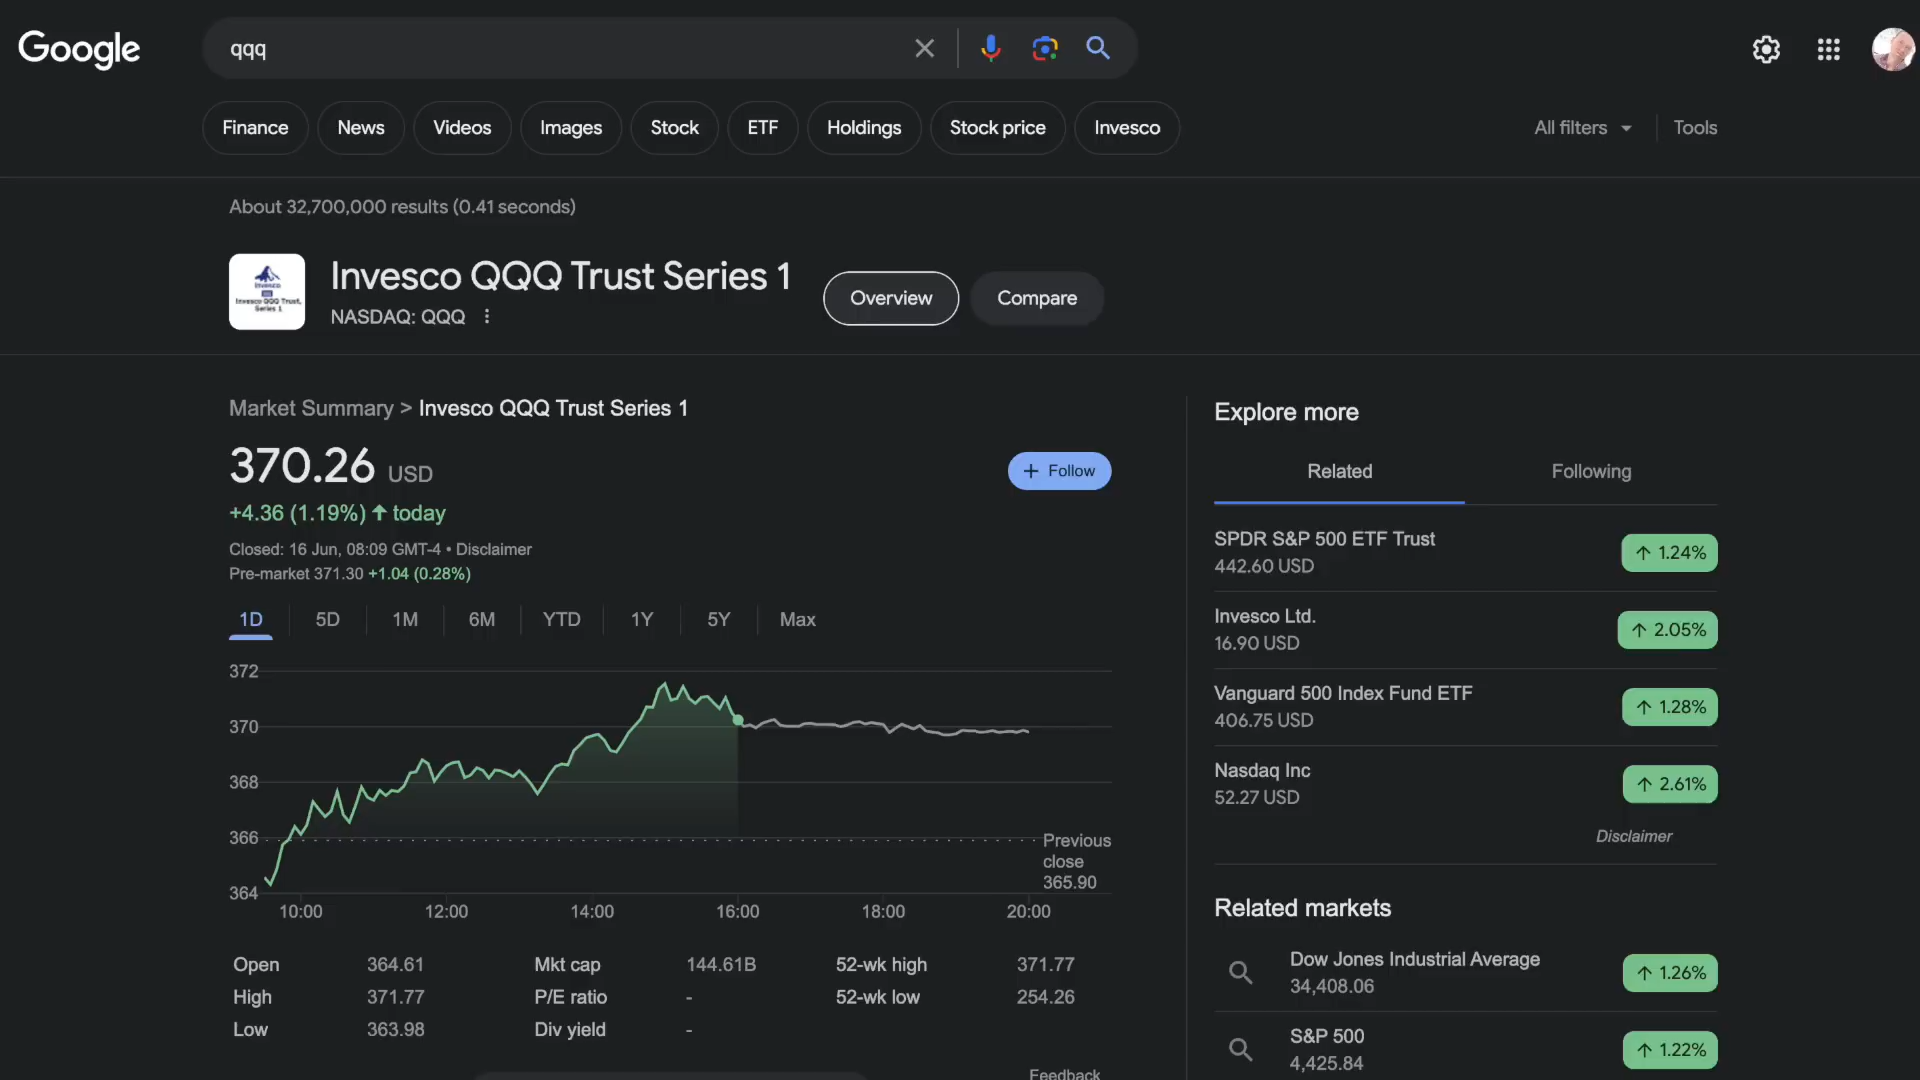 Google
qqq
Finance
News
Videos
Images
Stock
ETF
Holdings
Stock price
Invesco
All filters
Tools
About 32,700,000 results (0.41 seconds)
Invesco QQQ Trust,
Series 1
Invesco QQQ Trust Series 1
NASDAQ: QQQ
Overview
Compare
Market Summary > Invesco QQQ Trust Series 1
370.26 USD
+4.36 (1.19%) ↑ today
Closed: 16 Jun, 08:09 GMT-4 • Disclaimer
Pre-market 371.30 +1.04 (0.28%)
+ Follow
1D
5D
1M
6M
YTD
1Y
5Y
Max
372
370
368
366
364
Previous
close
365.90
10:00
12:00
14:00
16:00
18:00
20:00
Open 364.61
High 371.77
Low 363.98
Mkt cap 144.61B
P/E ratio -
Div yield -
52-wk high 371.77
52-wk low 254.26
Feedback
Explore more
Related
Following
SPDR S&P 500 ETF Trust
442.60 USD
↑ 1.24%
Invesco Ltd.
16.90 USD
↑ 2.05%
Vanguard 500 Index Fund ETF
406.75 USD
↑ 1.28%
Nasdaq Inc
52.27 USD
↑ 2.61%
Disclaimer
Related markets
Dow Jones Industrial Average
34,408.06
↑ 1.26%
S&P 500
4,425.84
↑ 1.22%